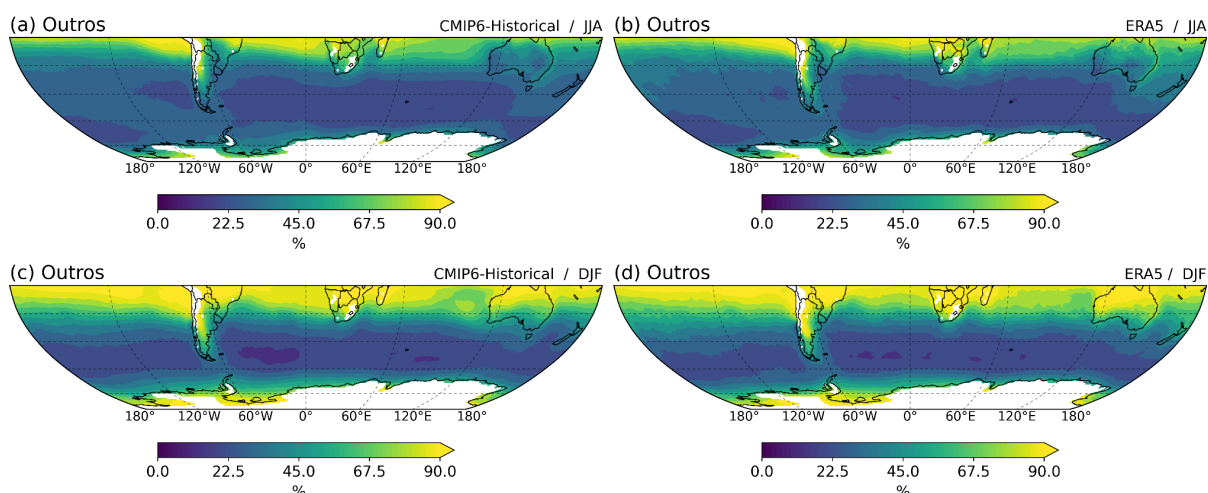 (a) Outros CMIP6-Historical / JJA
(b) Outros ERA5 / JJA
180° 120°W 60°W 0° 60°E 120°E 180°
180° 120°W 60°W 0° 60°E 120°E 180°
0.0 22.5 45.0 67.5 90.0
%
0.0 22.5 45.0 67.5 90.0
%
(c) Outros CMIP6-Historical / DJF
(d) Outros ERA5 / DJF
180° 120°W 60°W 0° 60°E 120°E 180°
180° 120°W 60°W 0° 60°E 120°E 180°
0.0 22.5 45.0 67.5 90.0
%
0.0 22.5 45.0 67.5 90.0
%